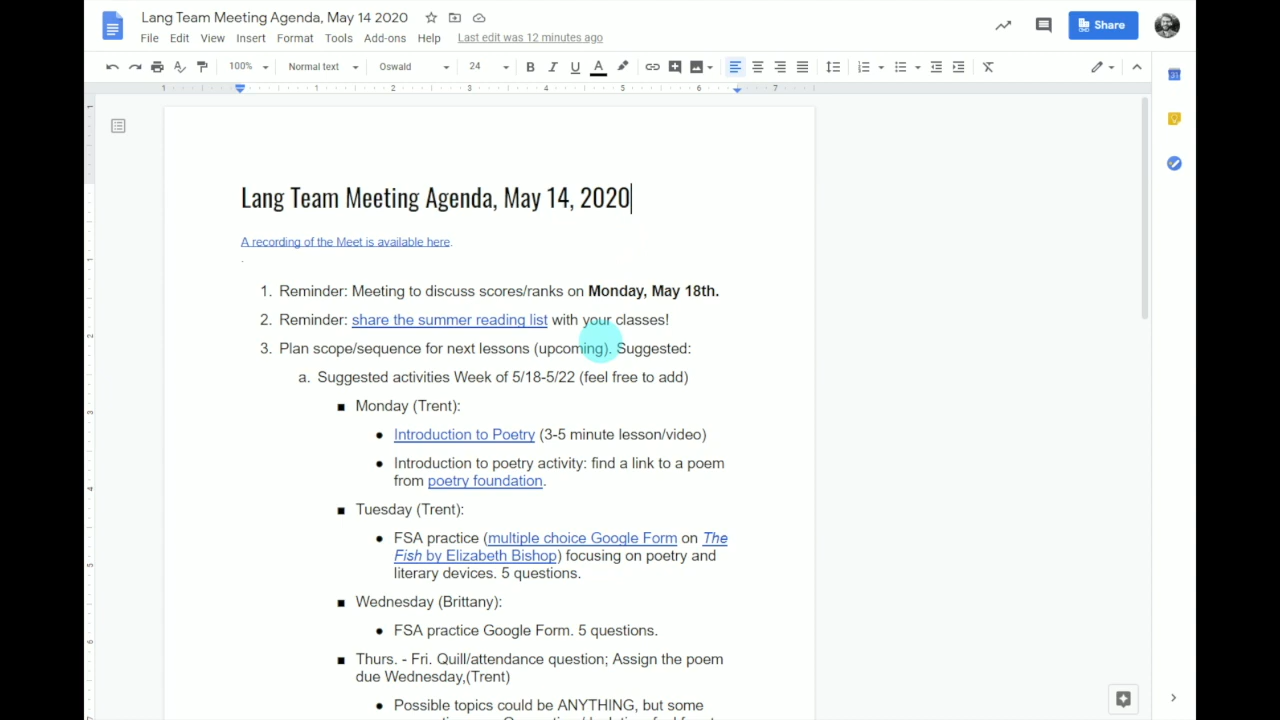 Lang Team Meeting Agenda, May 14 2020
File Edit View Insert Format Tools Add-ons Help Last edit was 12 minutes ago
Share
100% Normal text Oswald 24 B I U A
1 1 2 3 4 5 6 7
Lang Team Meeting Agenda, May 14, 2020
A recording of the Meet is available here.
.
1. Reminder: Meeting to discuss scores/ranks on Monday, May 18th.
2. Reminder: share the summer reading list with your classes!
3. Plan scope/sequence for next lessons (upcoming). Suggested:
a. Suggested activities Week of 5/18-5/22 (feel free to add)
■ Monday (Trent):
● Introduction to Poetry (3-5 minute lesson/video)
● Introduction to poetry activity: find a link to a poem
from poetry foundation.
■ Tuesday (Trent):
● FSA practice (multiple choice Google Form on The
Fish by Elizabeth Bishop) focusing on poetry and
literary devices. 5 questions.
■ Wednesday (Brittany):
● FSA practice Google Form. 5 questions.
■ Thurs. - Fri. Quill/attendance question; Assign the poem
due Wednesday,(Trent)
● Possible topics could be ANYTHING, but some